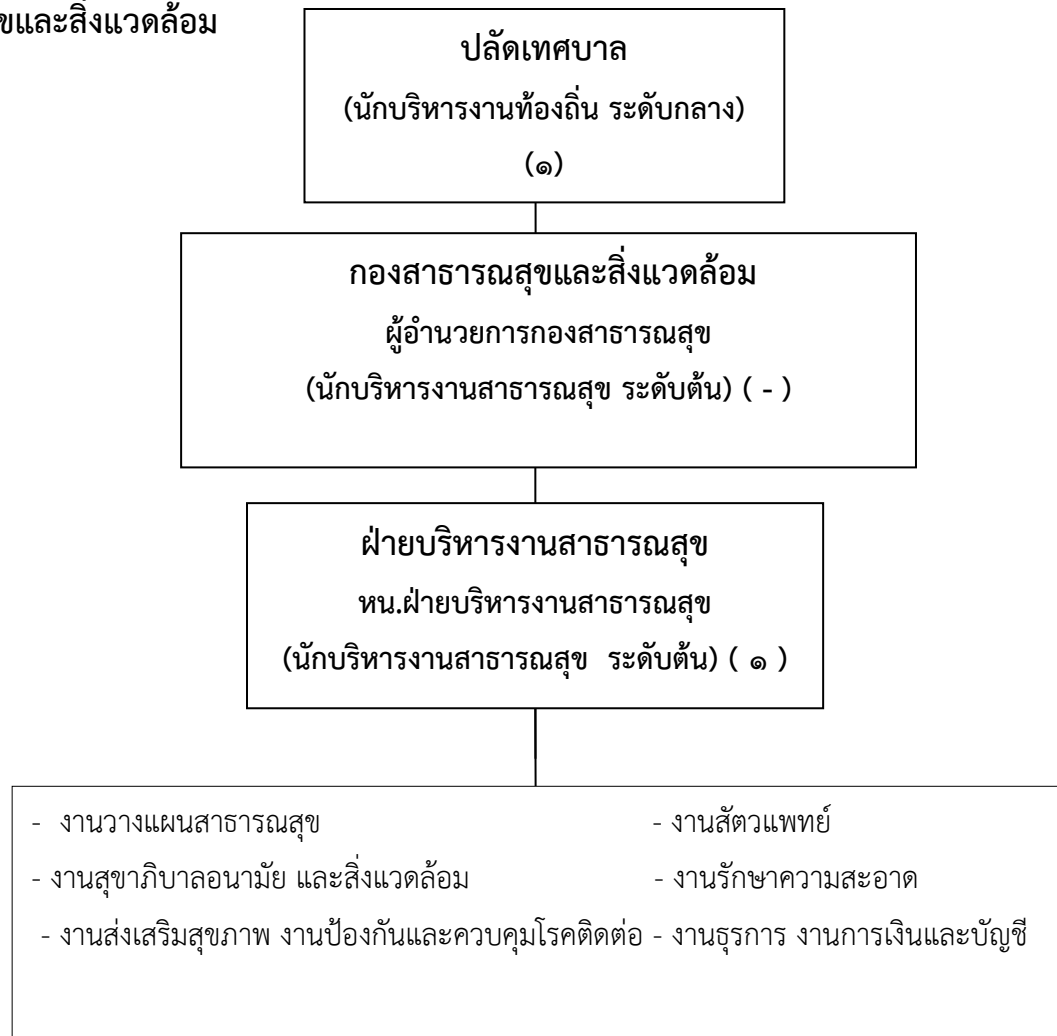 ขและสิ่งแวดล้อม
ปลัดเทศบาล
(นักบริหารงานท้องถิ่น ระดับกลาง)
(๑)
กองสาธารณสุขและสิ่งแวดล้อม
ผู้อำนวยการกองสาธารณสุข
(นักบริหารงานสาธารณสุข ระดับต้น) ( - )
ฝ่ายบริหารงานสาธารณสุข
หน.ฝ่ายบริหารงานสาธารณสุข
(นักบริหารงานสาธารณสุข ระดับต้น) ( ๑ )
- งานวางแผนสาธารณสุข - งานสัตวแพทย์
- งานสุขาภิบาลอนามัย และสิ่งแวดล้อม - งานรักษาความสะอาด
- งานส่งเสริมสุขภาพ งานป้องกันและควบคุมโรคติดต่อ - งานธุรการ งานการเงินและบัญชี